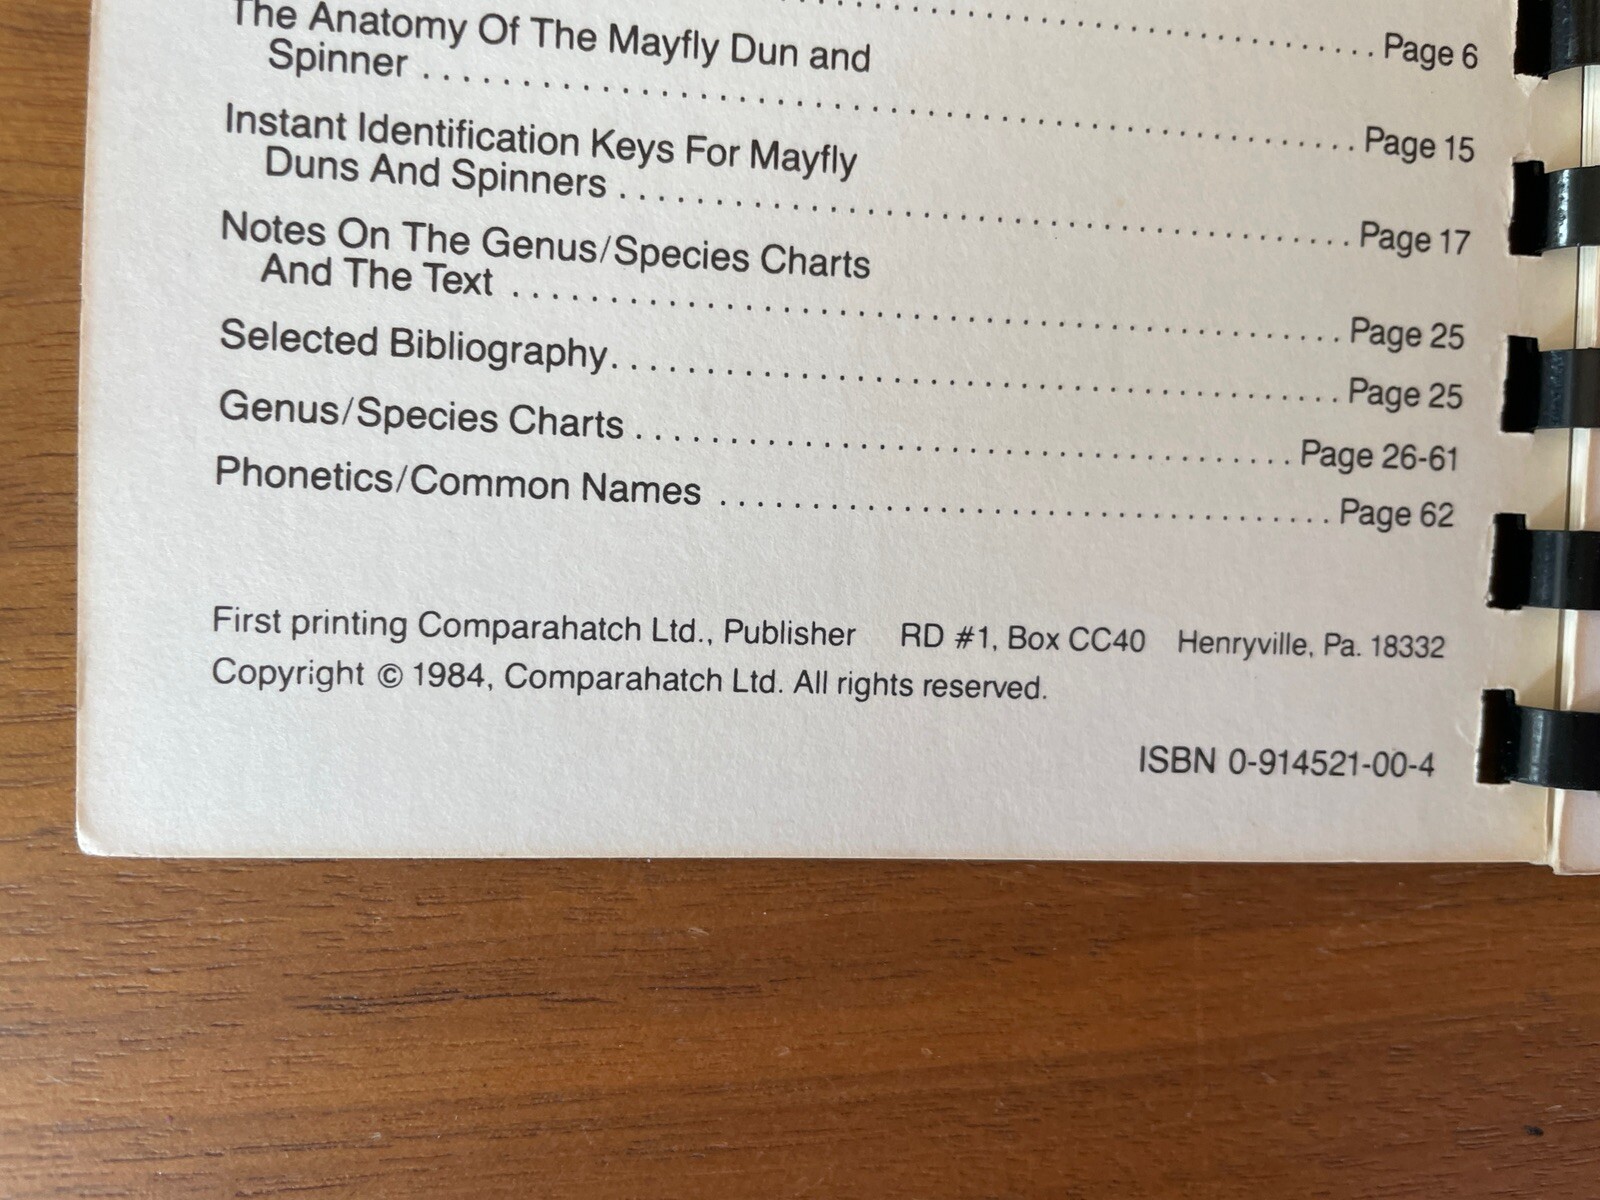 . . . . . . . . . . . . . . . . . . . . . . . . . . . . . . Page 6
The Anatomy Of The Mayfly Dun and
Spinner . . . . . . . . . . . . . . . . . . . . . . . . . . . . . . Page 15
Instant Identification Keys For Mayfly
Duns And Spinners . . . . . . . . . . . . . . . . . . . . . . . . . . . . . . Page 17
Notes On The Genus/Species Charts
And The Text . . . . . . . . . . . . . . . . . . . . . . . . . . . . . . Page 25
Selected Bibliography. . . . . . . . . . . . . . . . . . . . . . . . . . . . . . Page 25
Genus/Species Charts . . . . . . . . . . . . . . . . . . . . . . . . . . . . . . Page 26-61
Phonetics/Common Names . . . . . . . . . . . . . . . . . . . . . . . . . . . . . . Page 62
First printing Comparahatch Ltd., Publisher RD #1, Box CC40 Henryville, Pa. 18332
Copyright © 1984, Comparahatch Ltd. All rights reserved.
ISBN 0-914521-00-4